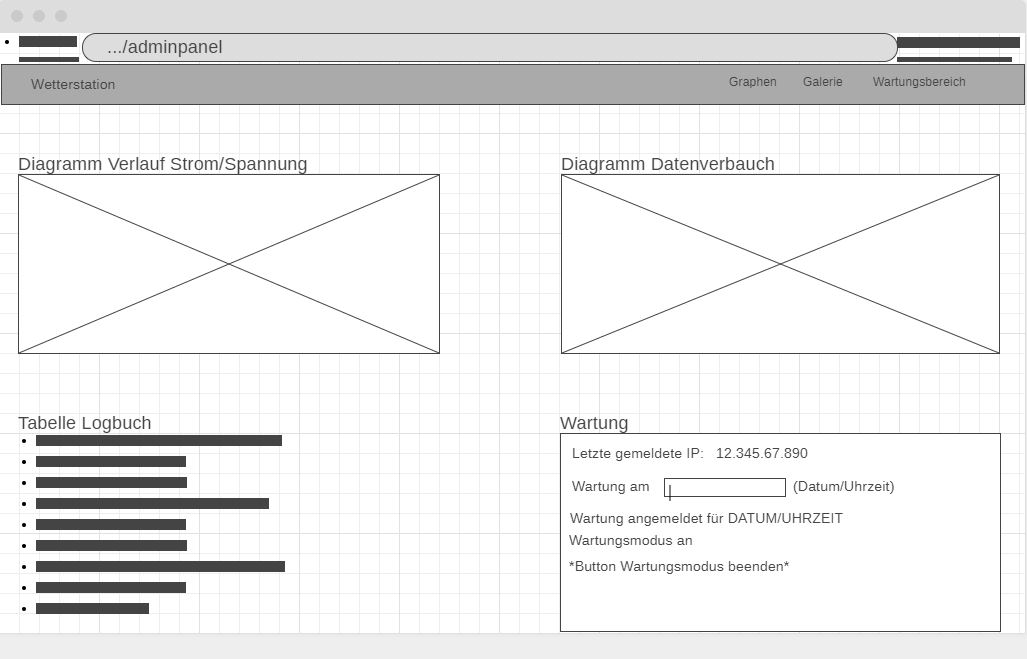 .../adminpanel
Wetterstation
Graphen Galerie Wartungsbereich
Diagramm Verlauf Strom/Spannung
Diagramm Datenverbauch
Tabelle Logbuch
Wartung
Letzte gemeldete IP: 12.345.67.890
Wartung am (Datum/Uhrzeit)
Wartung angemeldet für DATUM/UHRZEIT
Wartungsmodus an
*Button Wartungsmodus beenden*